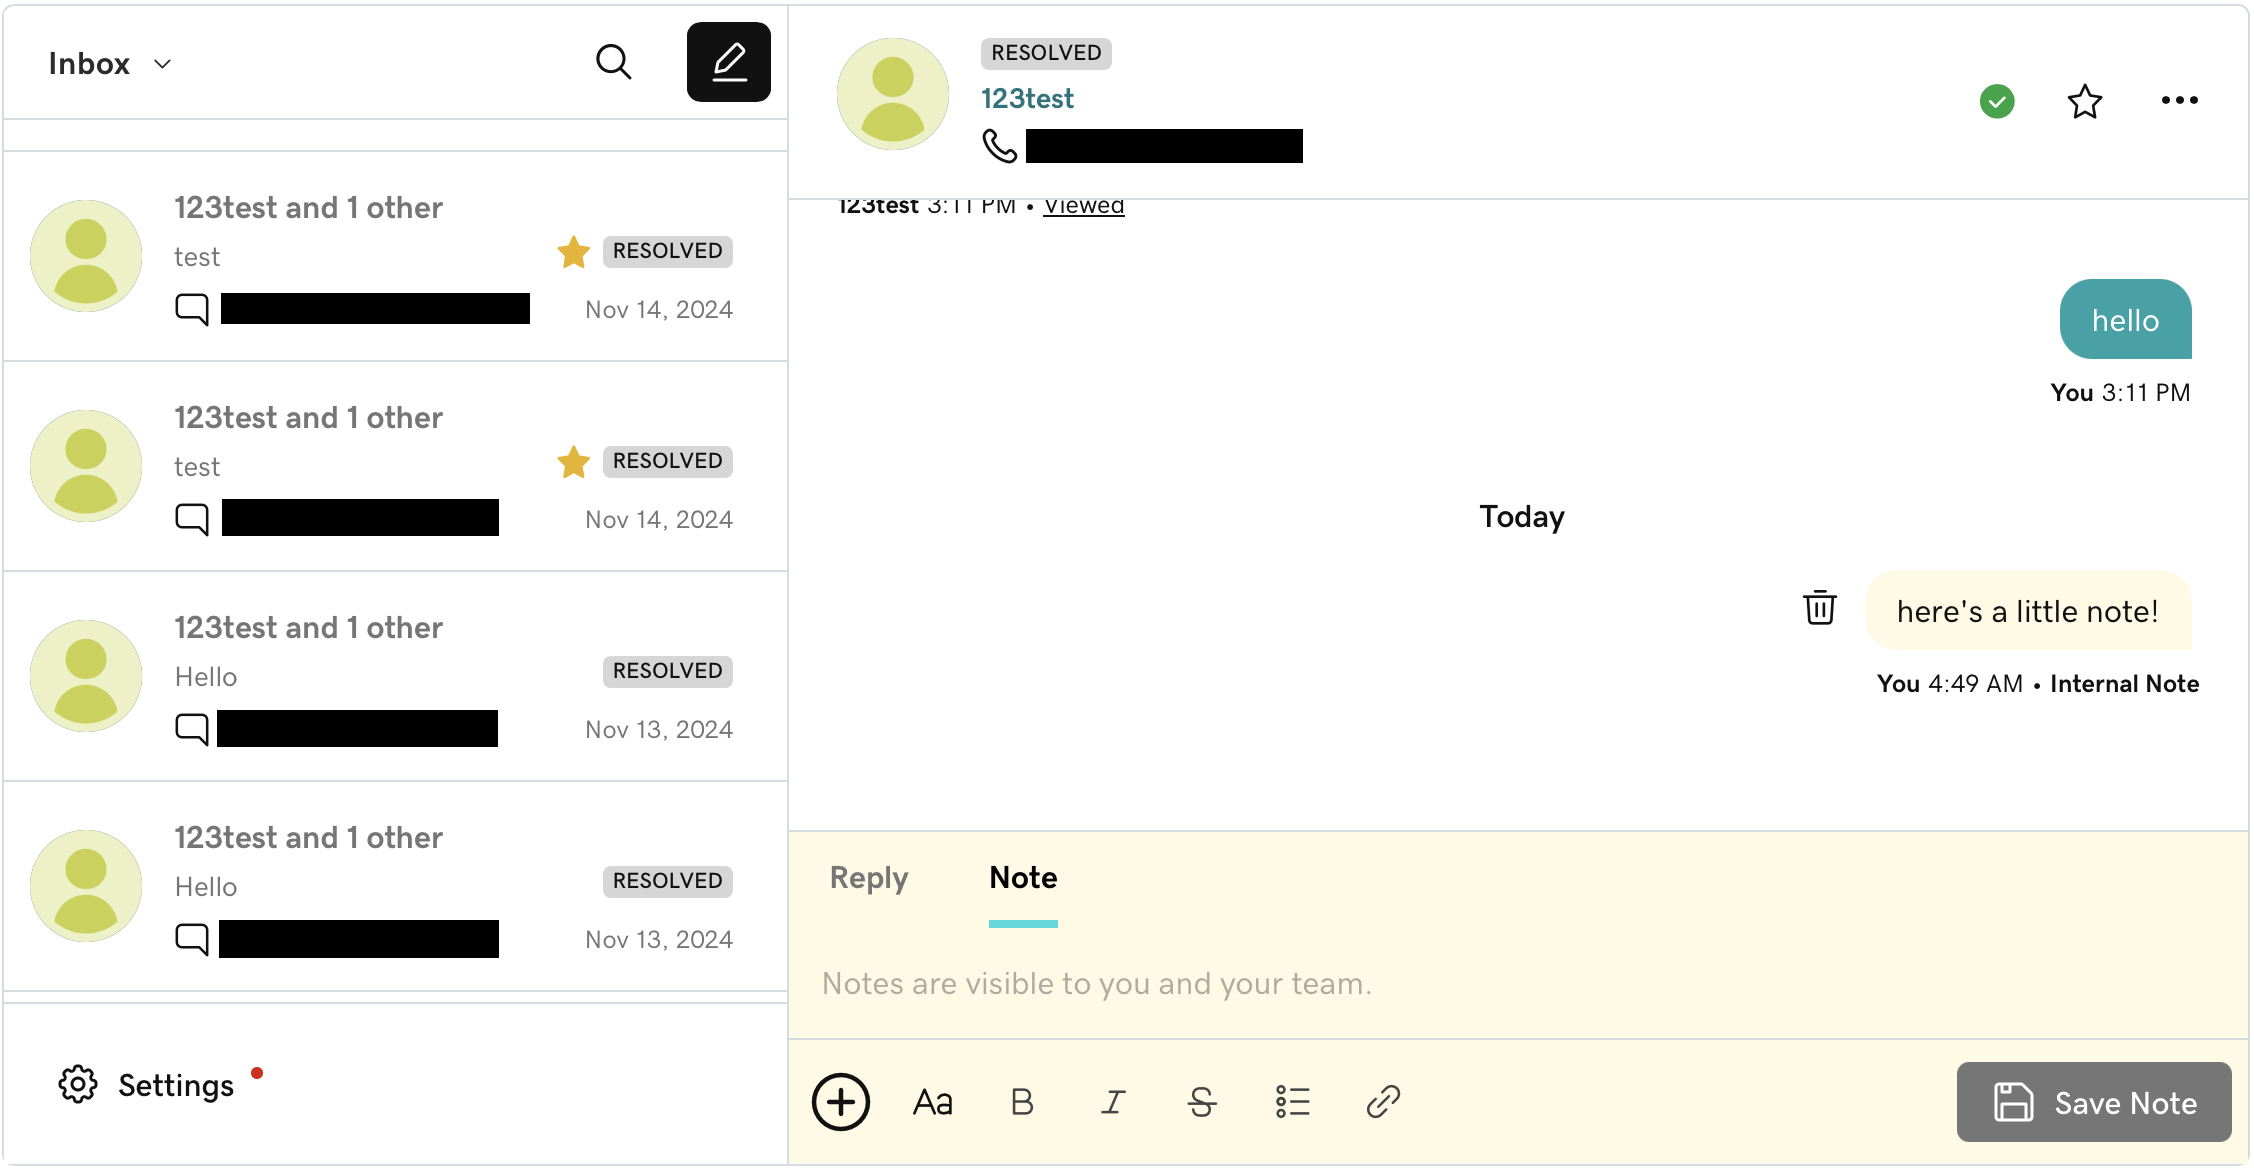 Inbox
123test and 1 other
test
RESOLVED
Nov 14, 2024
123test and 1 other
test
RESOLVED
Nov 14, 2024
123test and 1 other
Hello
RESOLVED
Nov 13, 2024
123test and 1 other
Hello
RESOLVED
Nov 13, 2024
Settings
RESOLVED
123test
123test 3:11 PM • Viewed
hello
You 3:11 PM
Today
here's a little note!
You 4:49 AM • Internal Note
Reply Note
Notes are visible to you and your team.
Aa B I S
Save Note